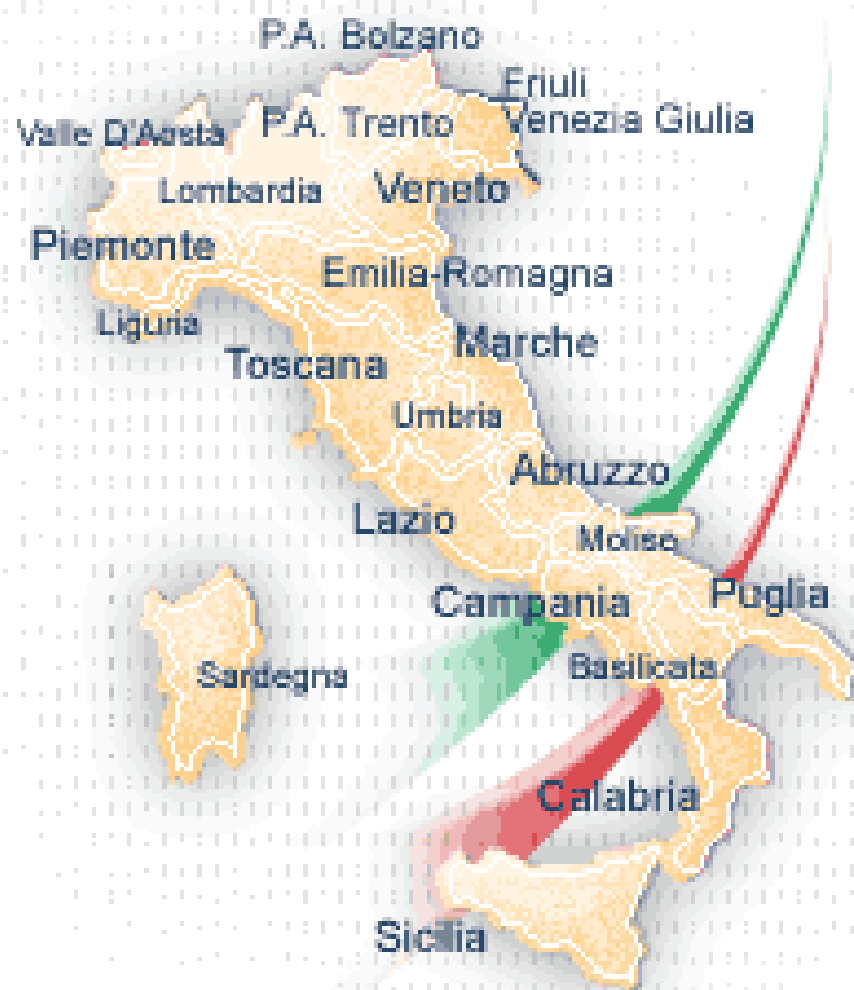 P.A. Bolzano
Friuli
Venezia Giulia
P.A. Trento
Valle D'Aosta
Lombardia
Veneto
Piemonte
Emilia-Romagna
Liguria
Marche
Toscana
Umbria
Abruzzo
Lazio
Molise
Campania
Puglia
Basilicata
Sardegna
Calabria
Sicilia